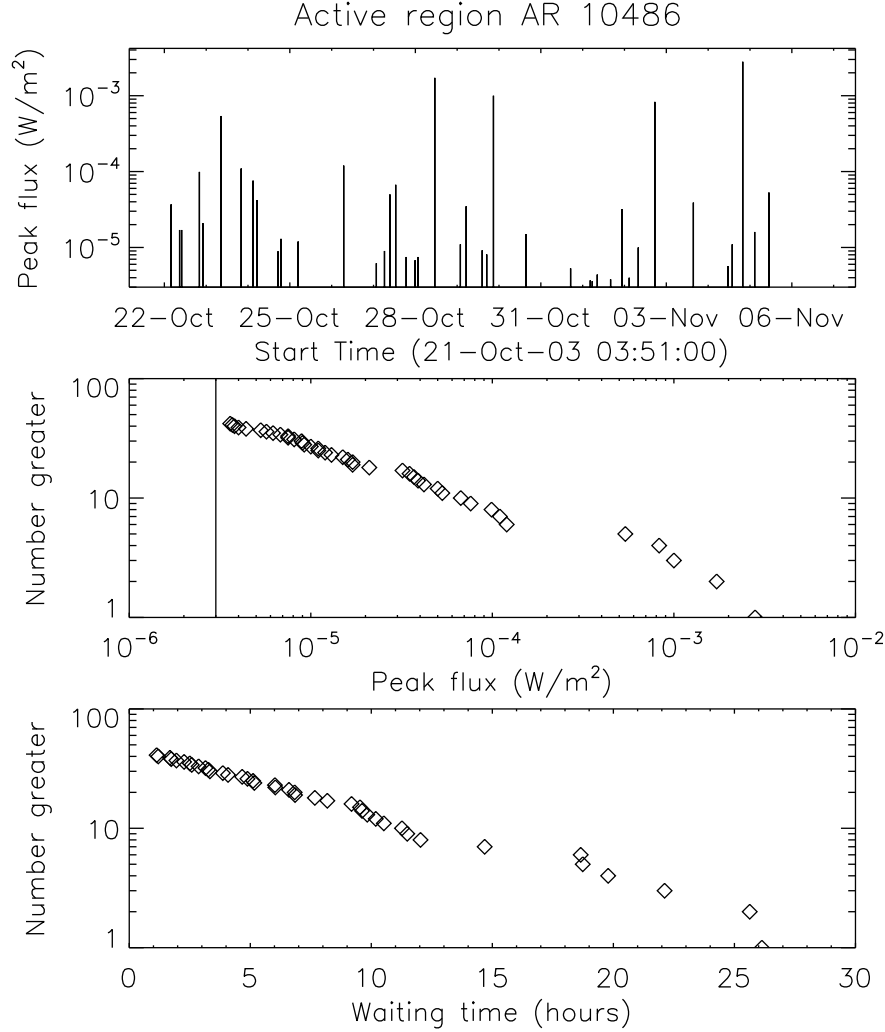 Active region AR 10486
Peak flux (W/m²)
10⁻³
10⁻⁴
10⁻⁵
22-Oct 25-Oct 28-Oct 31-Oct 03-Nov 06-Nov
Start Time (21-Oct-03 03:51:00)
Number greater
100
10
1
10⁻⁶ 10⁻⁵ 10⁻⁴ 10⁻³ 10⁻²
Peak flux (W/m²)
Number greater
100
10
1
0 5 10 15 20 25 30
Waiting time (hours)